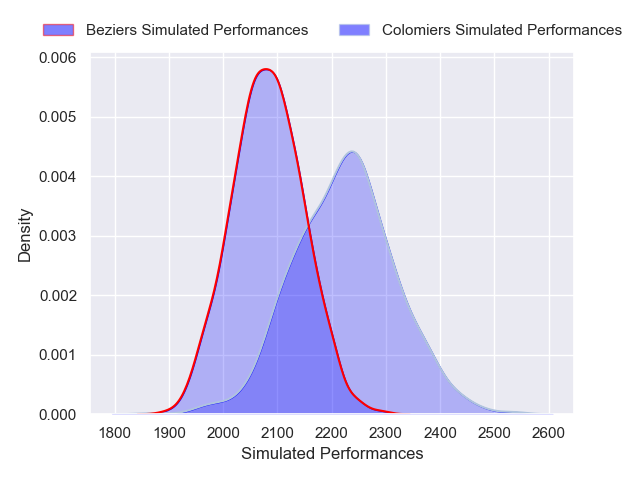 Beziers Simulated Performances Colomiers Simulated Performances
0.006
0.005
0.004
0.003
0.002
0.001
0.000
Density
1800 1900 2000 2100 2200 2300 2400 2500 2600
Simulated Performances